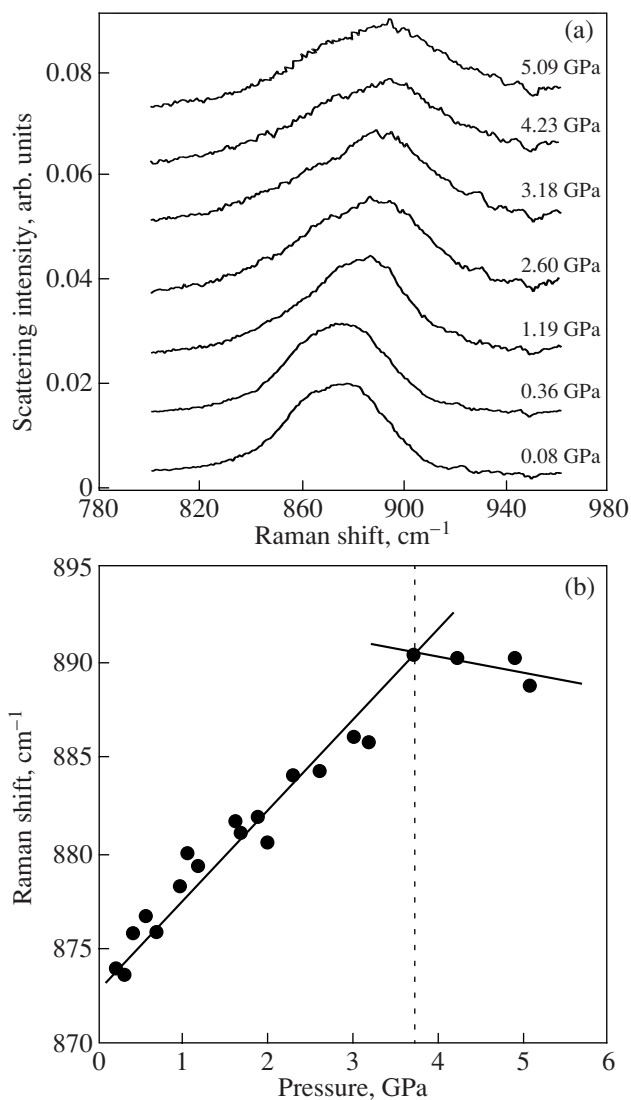 (a)
0.08
0.06
0.04
0.02
0
Scattering intensity, arb. units
5.09 GPa
4.23 GPa
3.18 GPa
2.60 GPa
1.19 GPa
0.36 GPa
0.08 GPa
780 820 860 900 940 980
Raman shift, cm⁻¹
(b)
895
890
885
880
875
870
Raman shift, cm⁻¹
0 1 2 3 4 5 6
Pressure, GPa